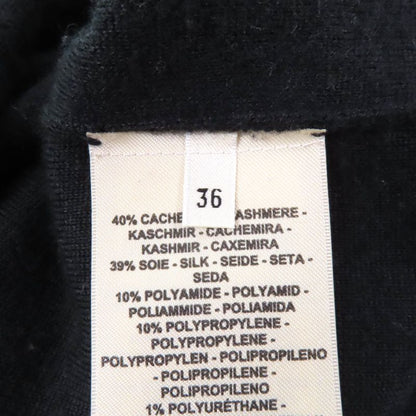 36
40% CACHE ASHMERE -
KASCHMIR - CACHEMIRA -
KASHMIR - CAXEMIRA
39% SOIE - SILK - SEIDE - SETA -
SEDA
10% POLYAMIDE - POLYAMID -
POLIAMMIDE - POLIAMIDA
10% POLYPROPYLENE -
POLYPROPYLEN - POLIPROPILENO
- POLIPROPILENE -
POLIPROPILENO
1% POLYURÉTHANE -